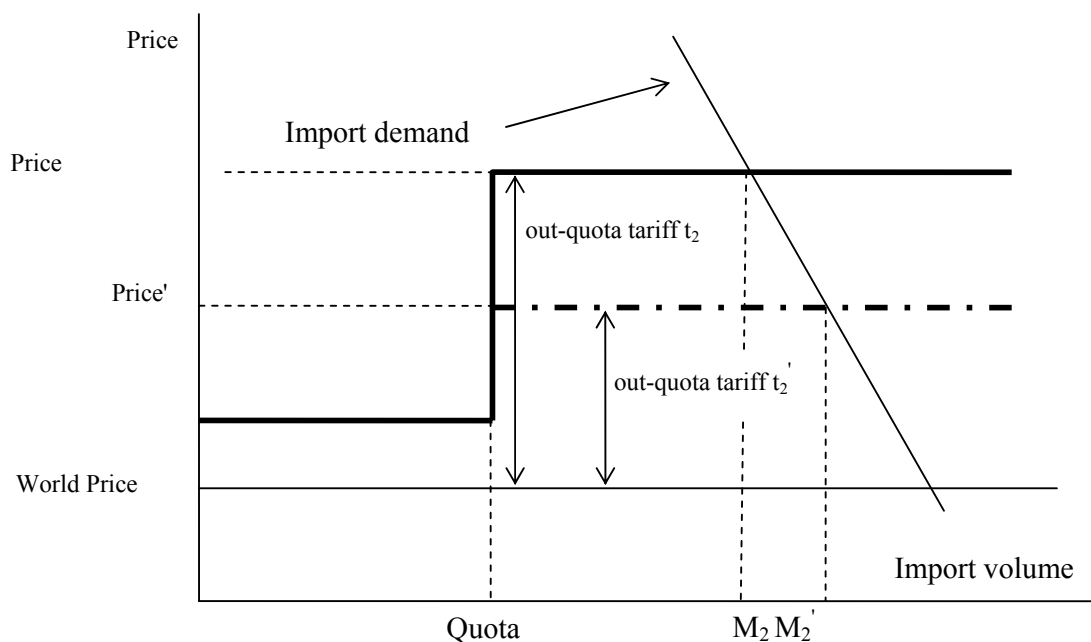 Price
Import demand
Price
out-quota tariff t₂
Price'
out-quota tariff t₂'
World Price
Import volume
Quota
M₂ M₂'